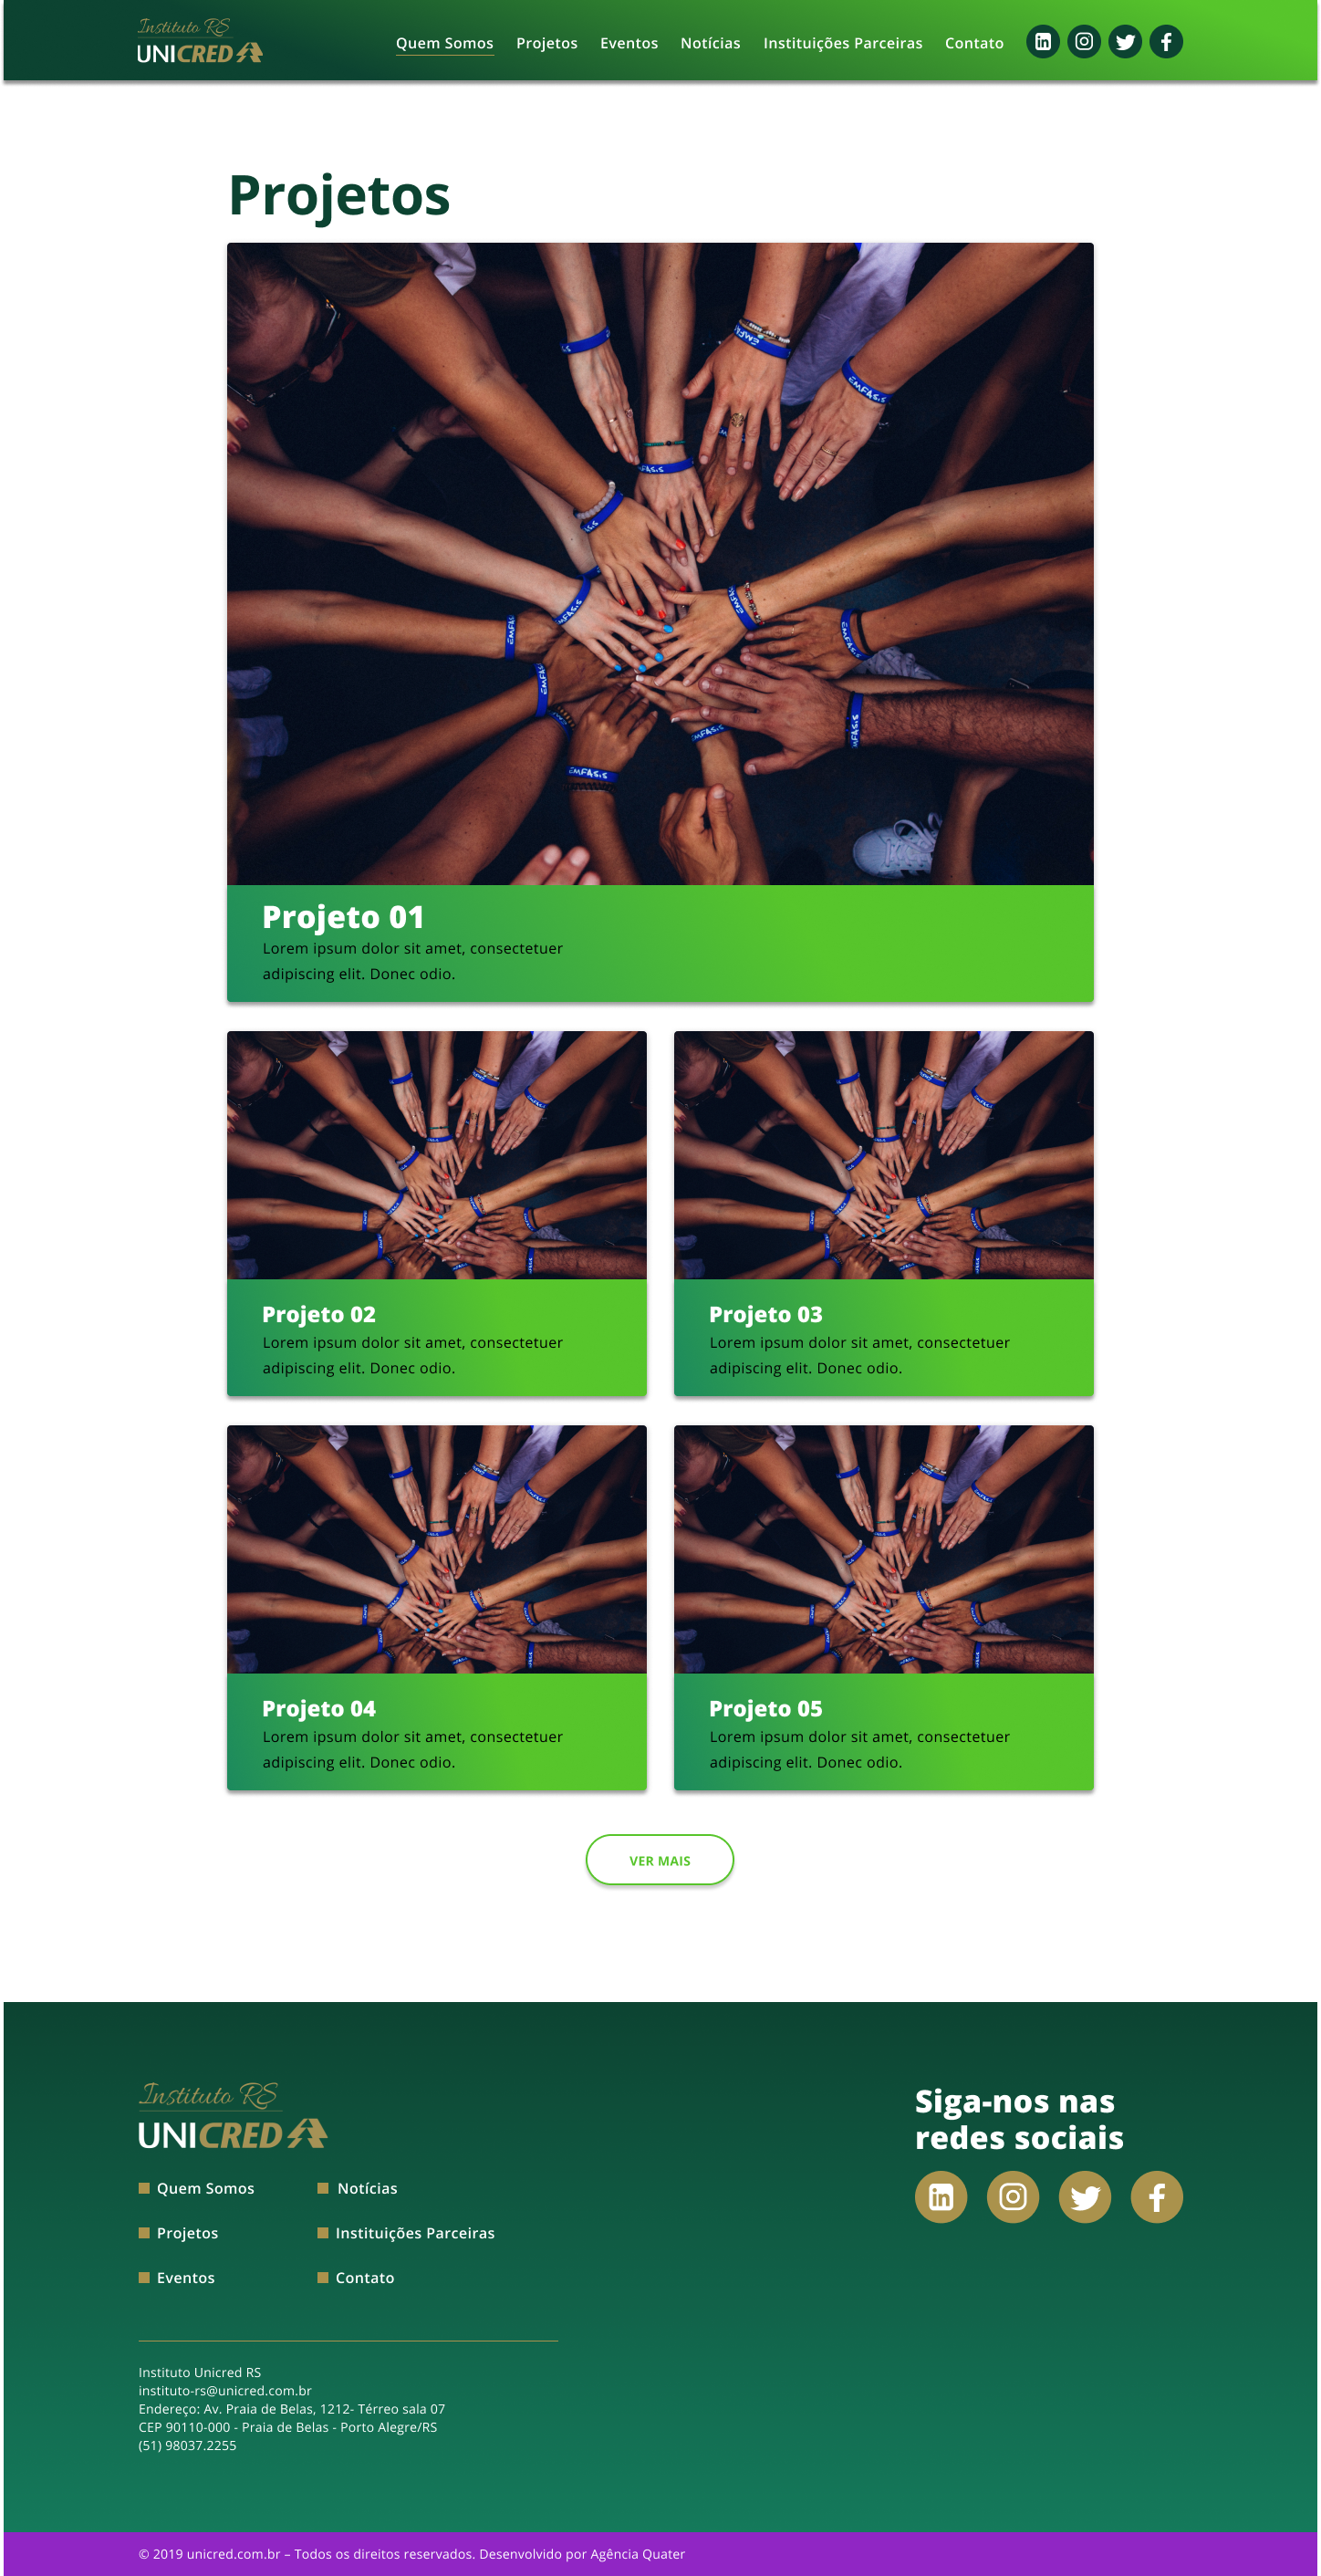 Instituto RS
UNICRED
Quem Somos Projetos Eventos Notícias Instituições Parceiras Contato
Projetos
EMFASIS
EMFASIS
EMFASIS
EMFASIS
EMFASIS
EMFASIS
Projeto 01
Lorem ipsum dolor sit amet, consectetuer
adipiscing elit. Donec odio.
Projeto 02
Lorem ipsum dolor sit amet, consectetuer
adipiscing elit. Donec odio.
Projeto 03
Lorem ipsum dolor sit amet, consectetuer
adipiscing elit. Donec odio.
Projeto 04
Lorem ipsum dolor sit amet, consectetuer
adipiscing elit. Donec odio.
Projeto 05
Lorem ipsum dolor sit amet, consectetuer
adipiscing elit. Donec odio.
VER MAIS
Instituto RS
UNICRED
Quem Somos
Notícias
Projetos
Instituições Parceiras
Eventos
Contato
Siga-nos nas
redes sociais
Instituto Unicred RS
instituto-rs@unicred.com.br
Endereço: Av. Praia de Belas, 1212- Térreo sala 07
CEP 90110-000 - Praia de Belas - Porto Alegre/RS
(51) 98037.2255
© 2019 unicred.com.br – Todos os direitos reservados. Desenvolvido por Agência Quater